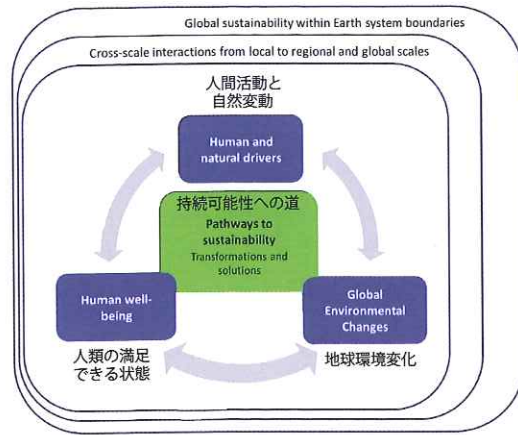 Global sustainability within Earth system boundaries
Cross-scale interactions from local to regional and global scales
人間活動と
自然変動
Human and
natural drivers
持続可能性への道
Pathways to
sustainability
Transformations and
solutions
Human well-
being
人類の満足
できる状態
Global
Environmental
Changes
地球環境変化